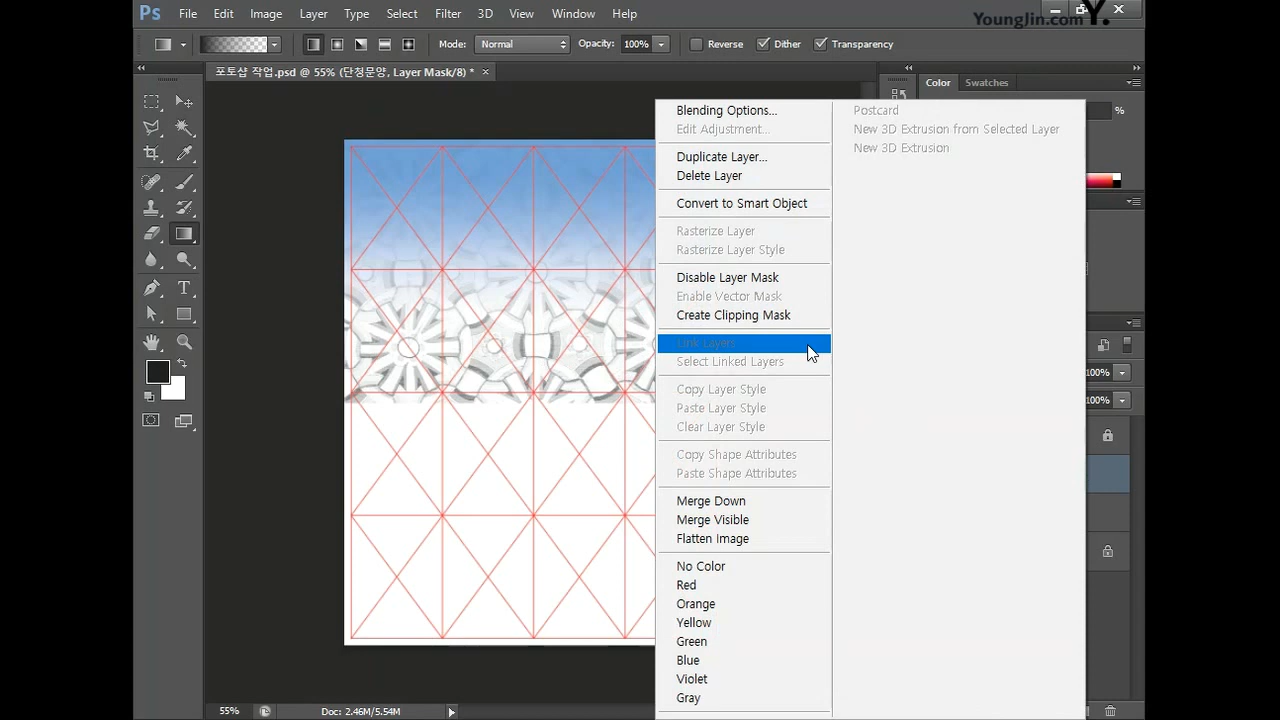 Ps File Edit Image Layer Type Select Filter 3D View Window Help
YoungJin.com Y.
Mode: Normal Opacity: 100% Reverse Dither Transparency
포토샵 작업.psd @ 55% (단청문양, Layer Mask/8) * ×
Color Swatches
%
Blending Options...
Edit Adjustment...
Duplicate Layer...
Delete Layer
Convert to Smart Object
Rasterize Layer
Rasterize Layer Style
Disable Layer Mask
Enable Vector Mask
Create Clipping Mask
Link Layers
Select Linked Layers
Copy Layer Style
Paste Layer Style
Clear Layer Style
Copy Shape Attributes
Paste Shape Attributes
Merge Down
Merge Visible
Flatten Image
No Color
Red
Orange
Yellow
Green
Blue
Violet
Gray
Postcard
New 3D Extrusion from Selected Layer
New 3D Extrusion
100%
100%
55% Doc: 2.46M/5.54M